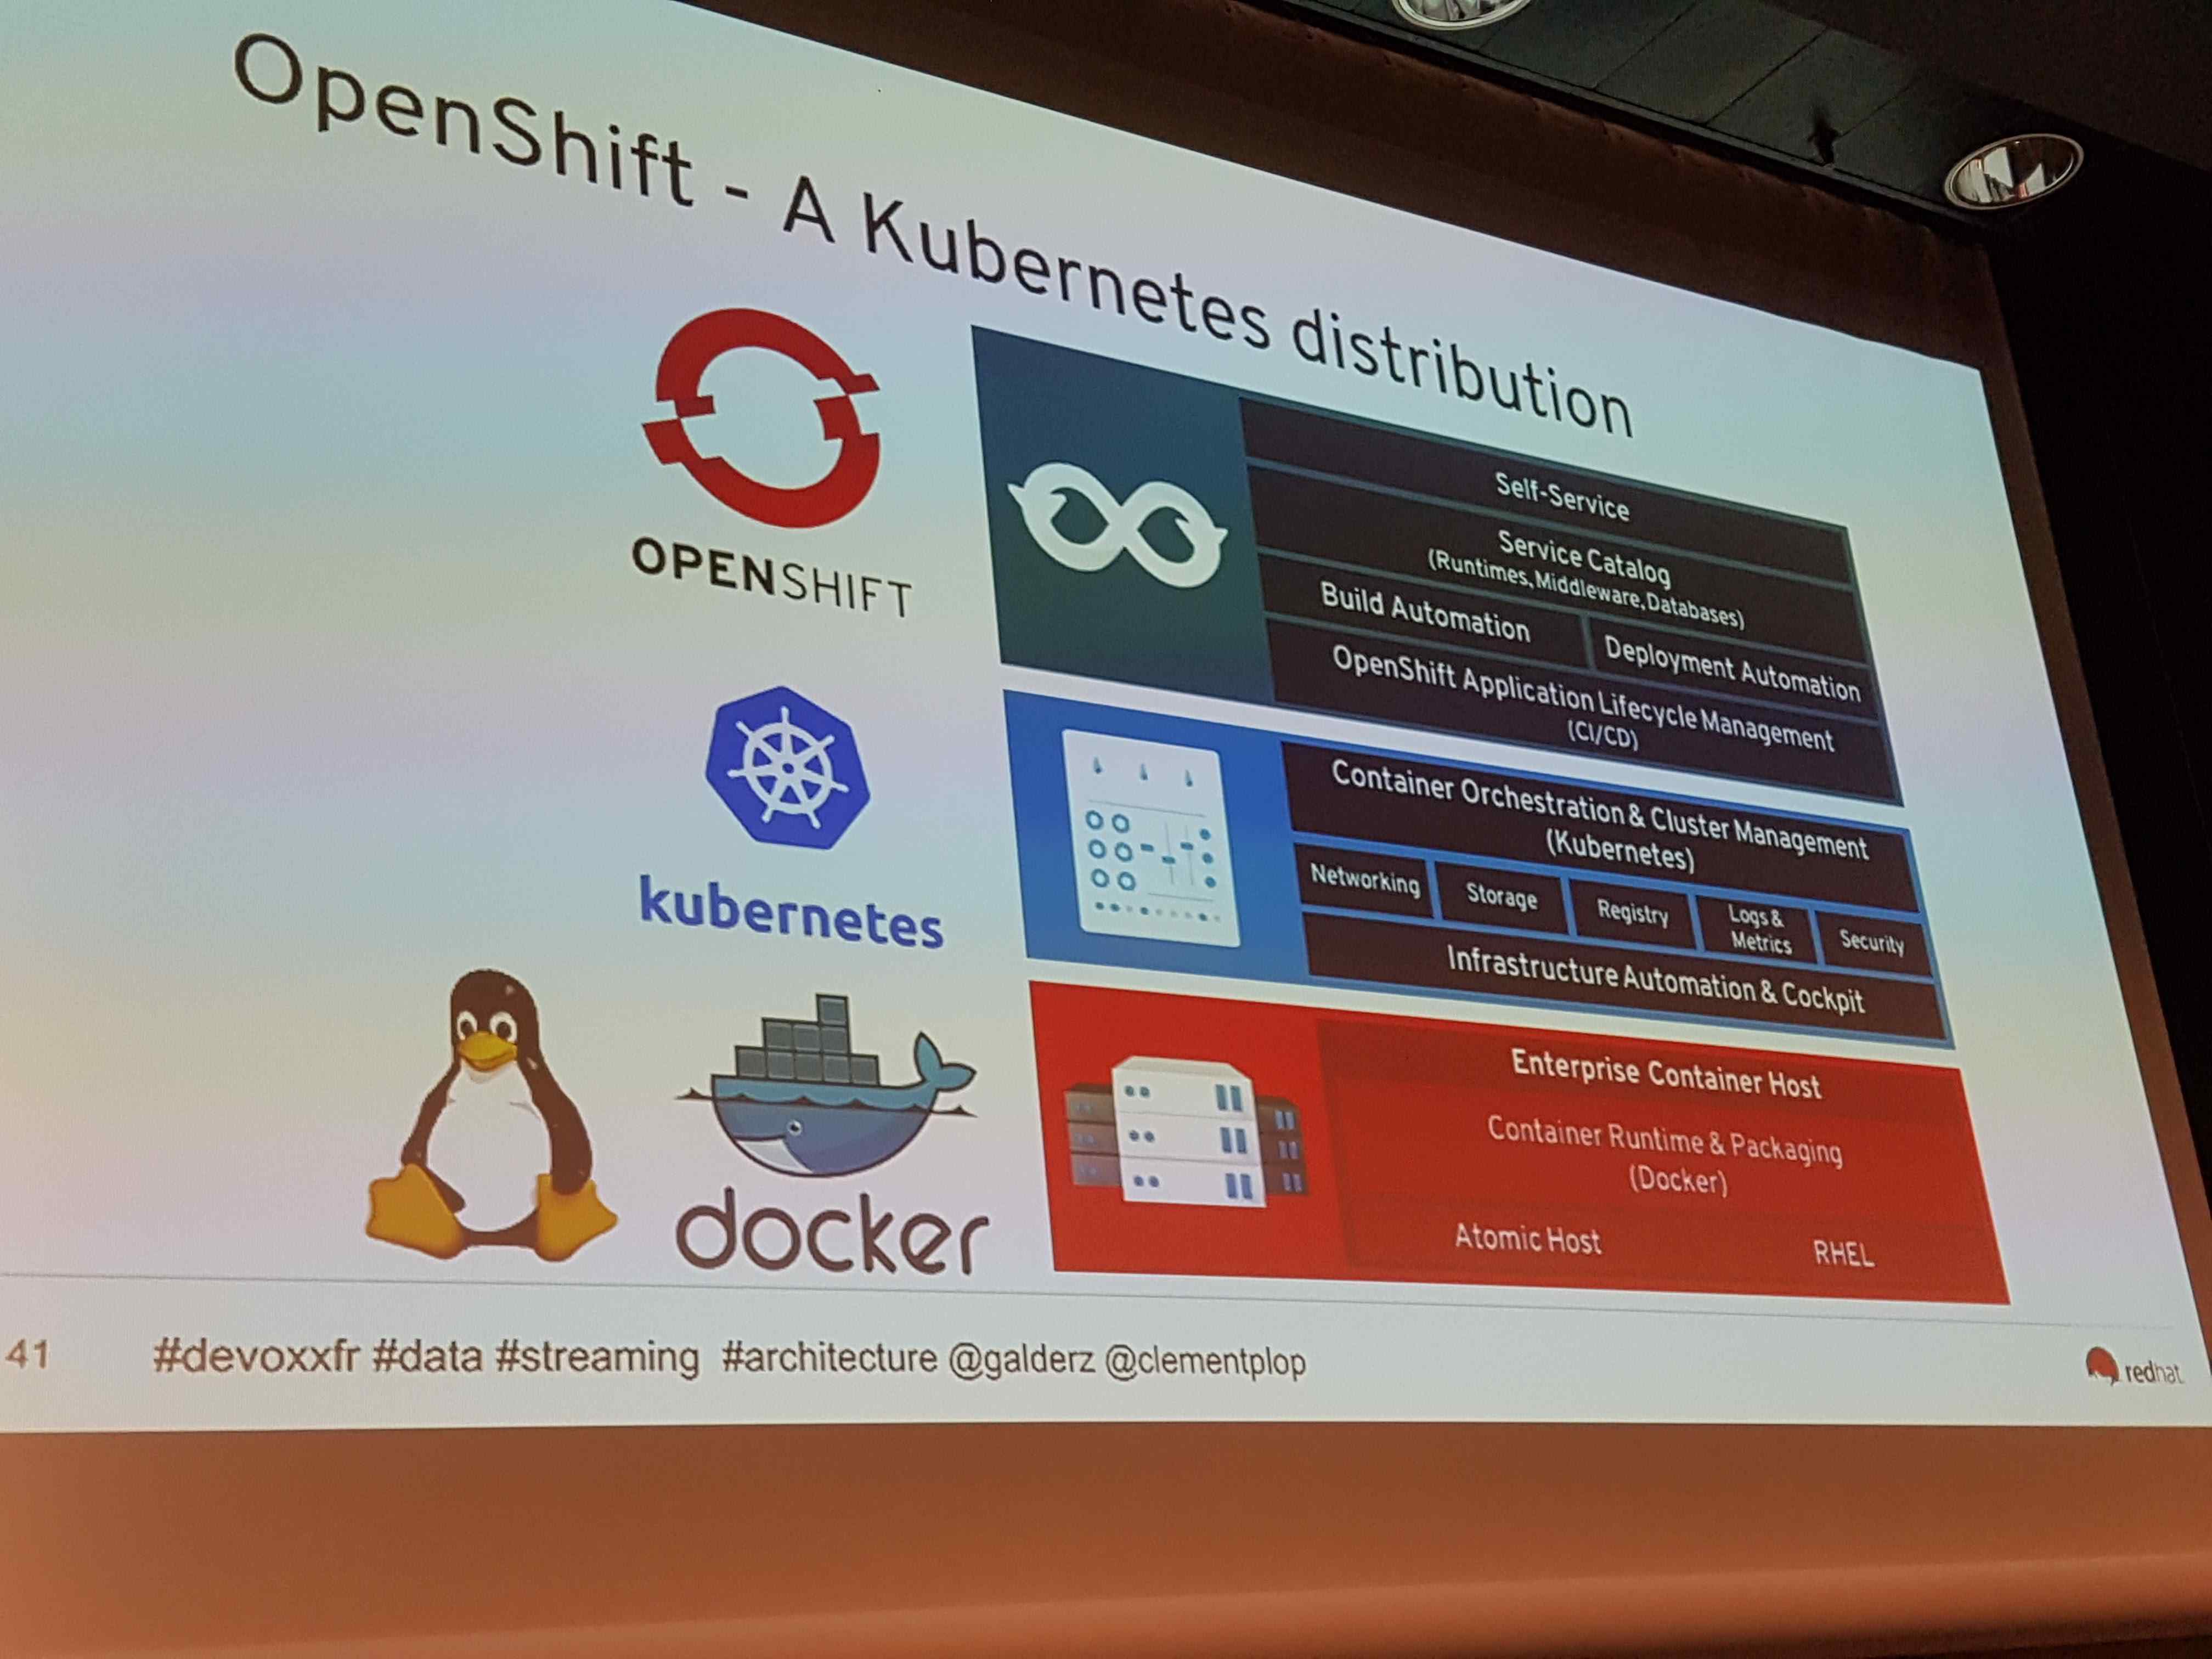 OpenShift - A Kubernetes distribution
OPENSHIFT
Self-Service
Service Catalog
(Runtimes, Middleware, Databases)
Build Automation
Deployment Automation
OpenShift Application Lifecycle Management
(CI/CD)
kubernetes
Container Orchestration & Cluster Management
(Kubernetes)
Networking
Storage
Registry
Logs &
Metrics
Security
Infrastructure Automation & Cockpit
docker
Enterprise Container Host
Container Runtime & Packaging
(Docker)
Atomic Host
RHEL
41
#devoxxfr #data #streaming #architecture @galderz @clementplop
redhat